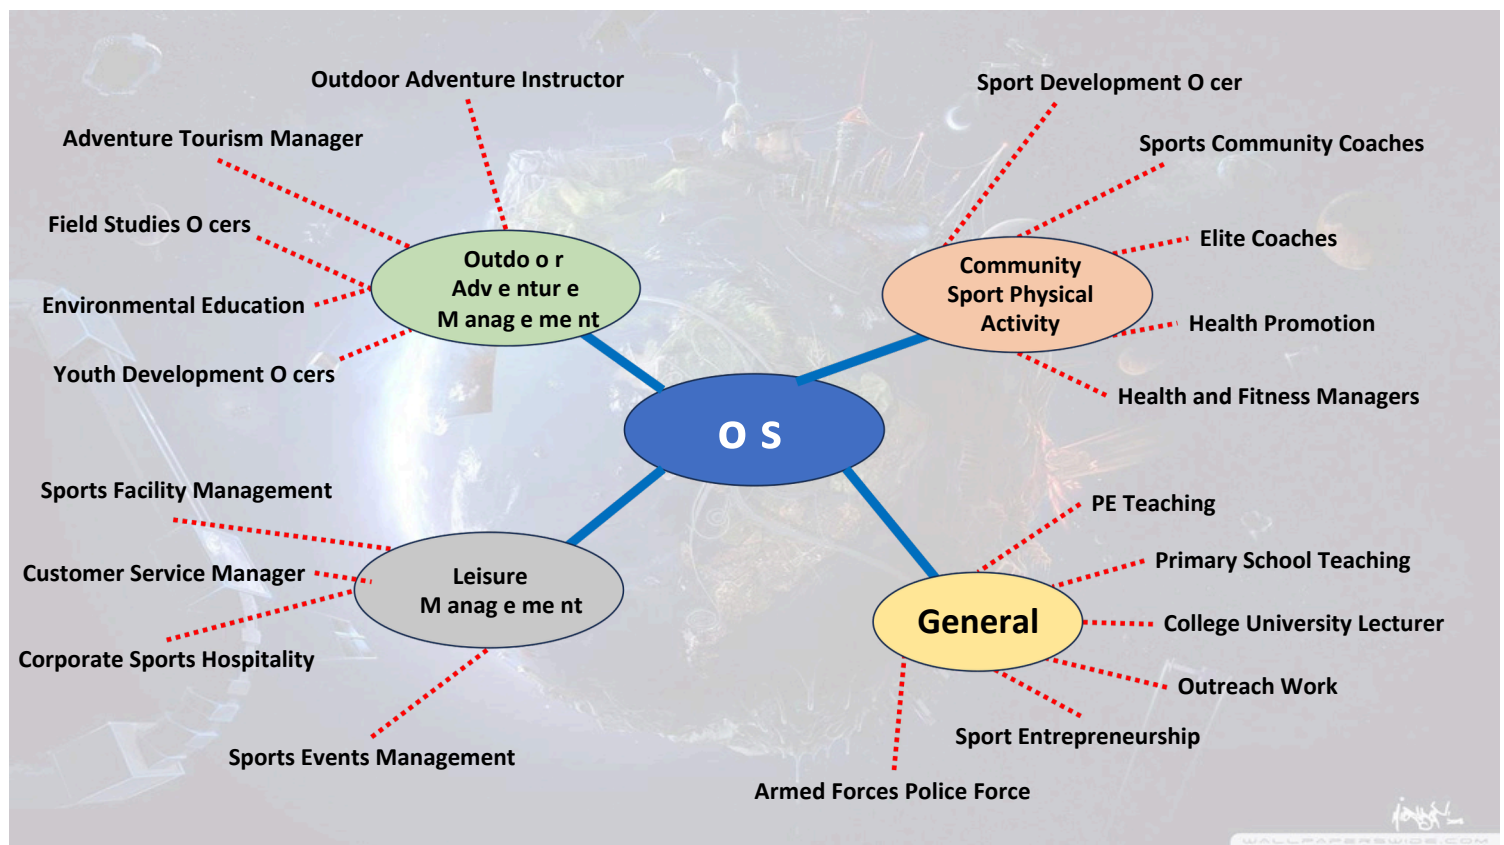 Outdoor Adventure Instructor
Adventure Tourism Manager
Field Studies O cers
Environmental Education
Youth Development O cers
Outdo o r
Adv e ntur e
M anag e me nt
Sport Development O cer
Sports Community Coaches
Elite Coaches
Health Promotion
Health and Fitness Managers
Community
Sport Physical
Activity
O S
Sports Facility Management
Customer Service Manager
Corporate Sports Hospitality
Sports Events Management
Leisure
M anag e me nt
General
PE Teaching
Primary School Teaching
College University Lecturer
Outreach Work
Sport Entrepreneurship
Armed Forces Police Force
WALLPAPERSWIDE.COM